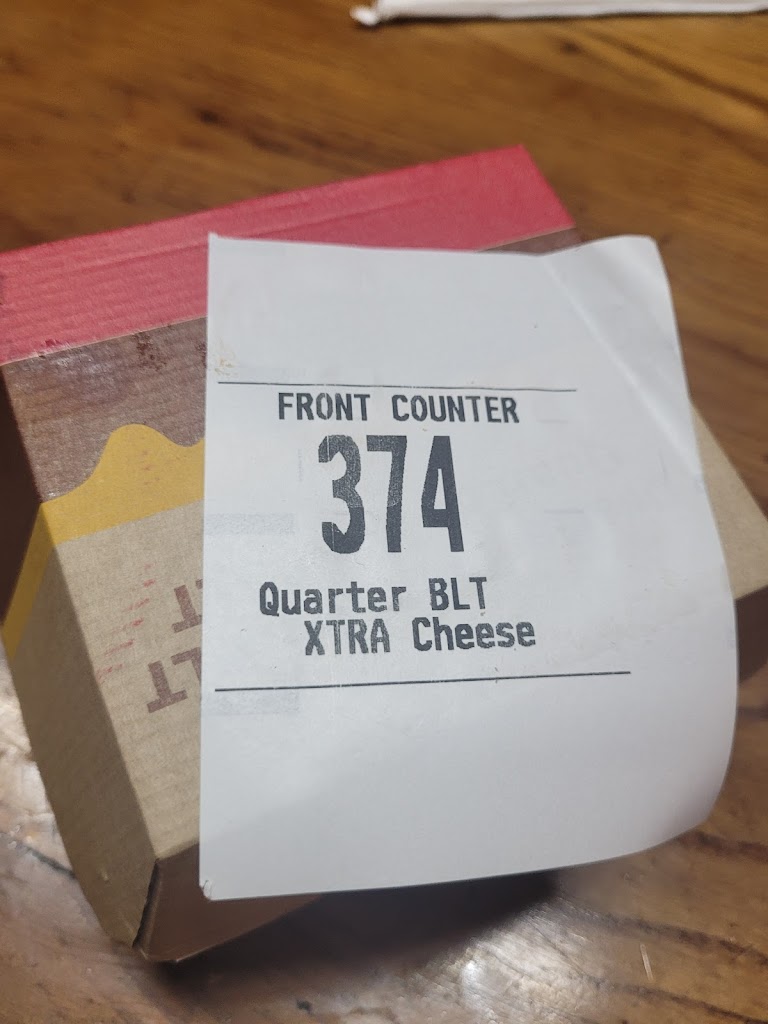 FRONT COUNTER
374
Quarter BLT
XTRA Cheese